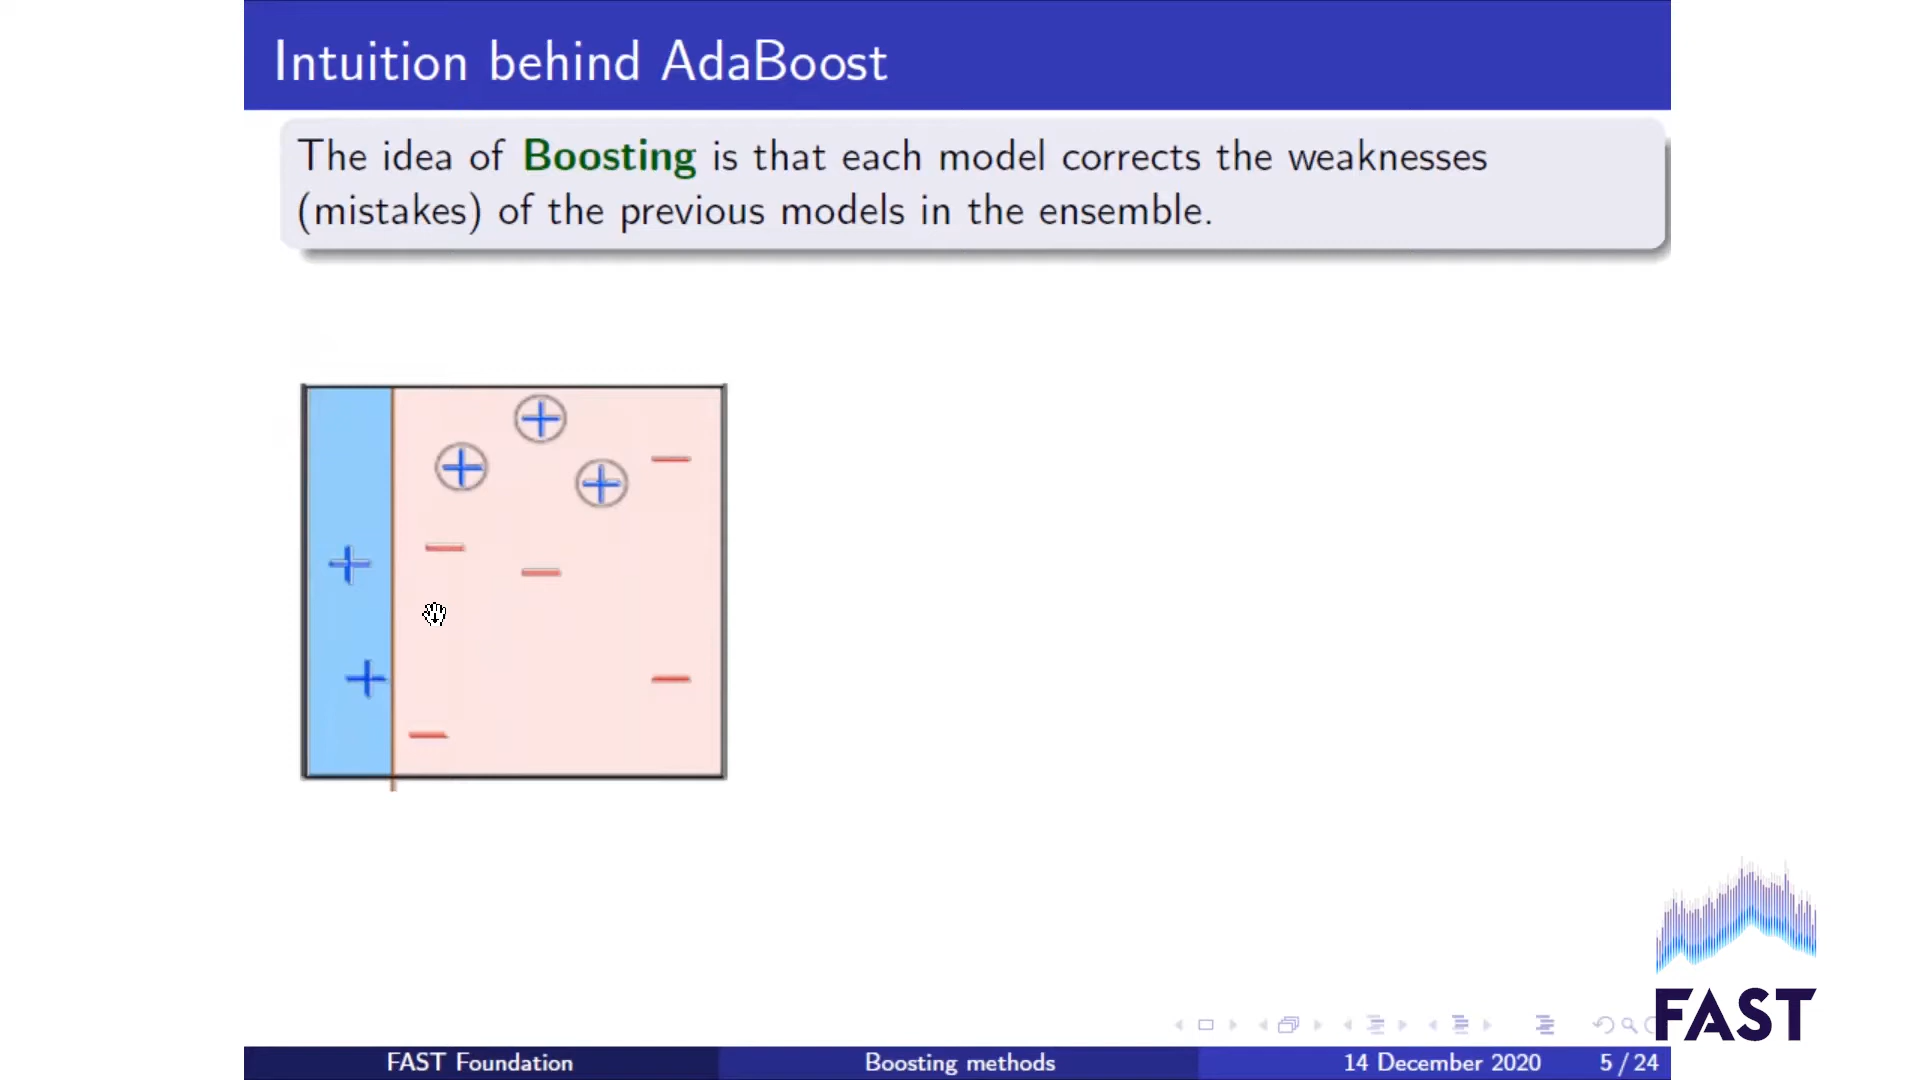 Intuition behind AdaBoost
The idea of Boosting is that each model corrects the weaknesses
(mistakes) of the previous models in the ensemble.
FAST
FAST Foundation
Boosting methods
14 December 2020
5 / 24